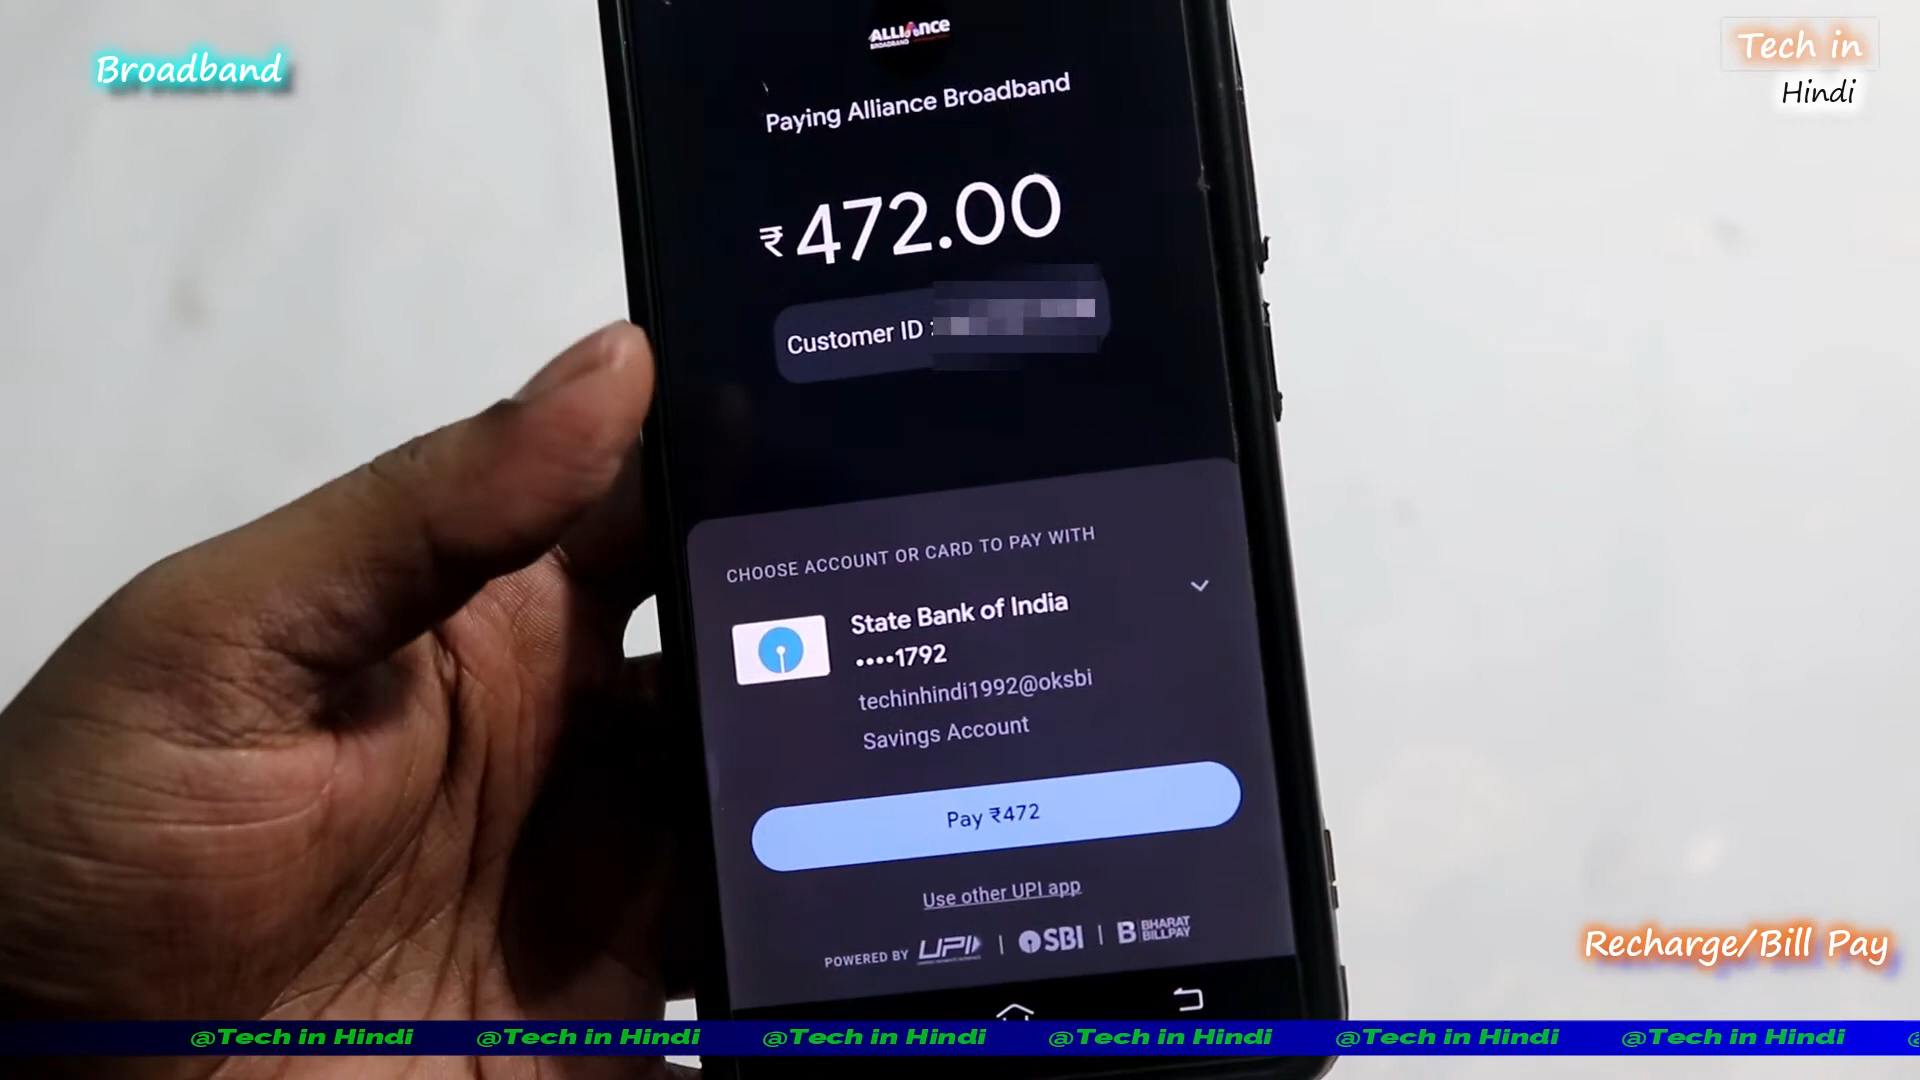 Broadband
Tech in
Hindi
ALLIANCE
BROADBAND
Paying Alliance Broadband
₹472.00
Customer ID :
CHOOSE ACCOUNT OR CARD TO PAY WITH
State Bank of India
••••1792
techinhindi1992@oksbi
Savings Account
Pay ₹472
Use other UPI app
POWERED BY UPI | SBI | B BHARAT BILLPAY
Recharge/Bill Pay
@Tech in Hindi @Tech in Hindi @Tech in Hindi @Tech in Hindi @Tech in Hindi @Tech in Hindi @